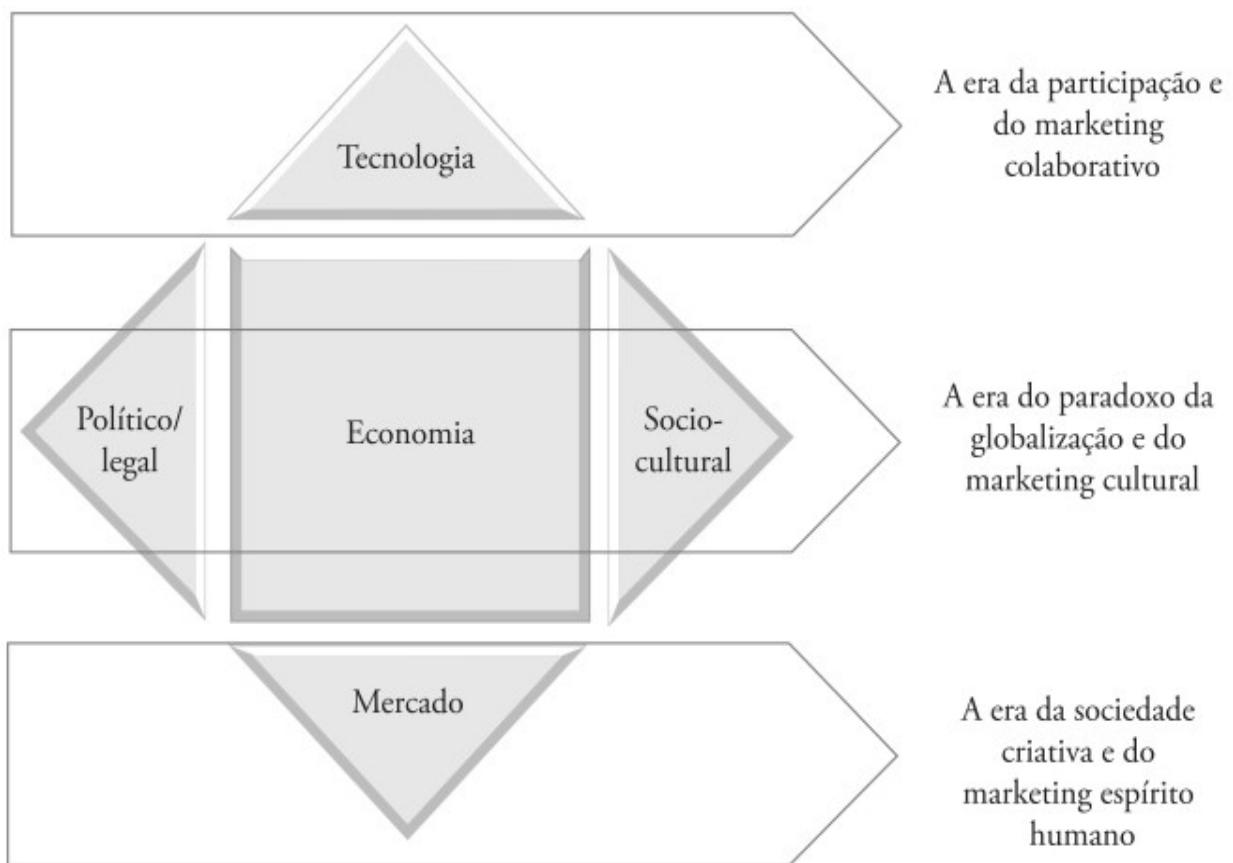 A era da participação e
do marketing
colaborativo
Tecnologia
Político/
legal
Economia
Socio-
cultural
A era do paradoxo da
globalização e do
marketing cultural
Mercado
A era da sociedade
criativa e do
marketing espírito
humano